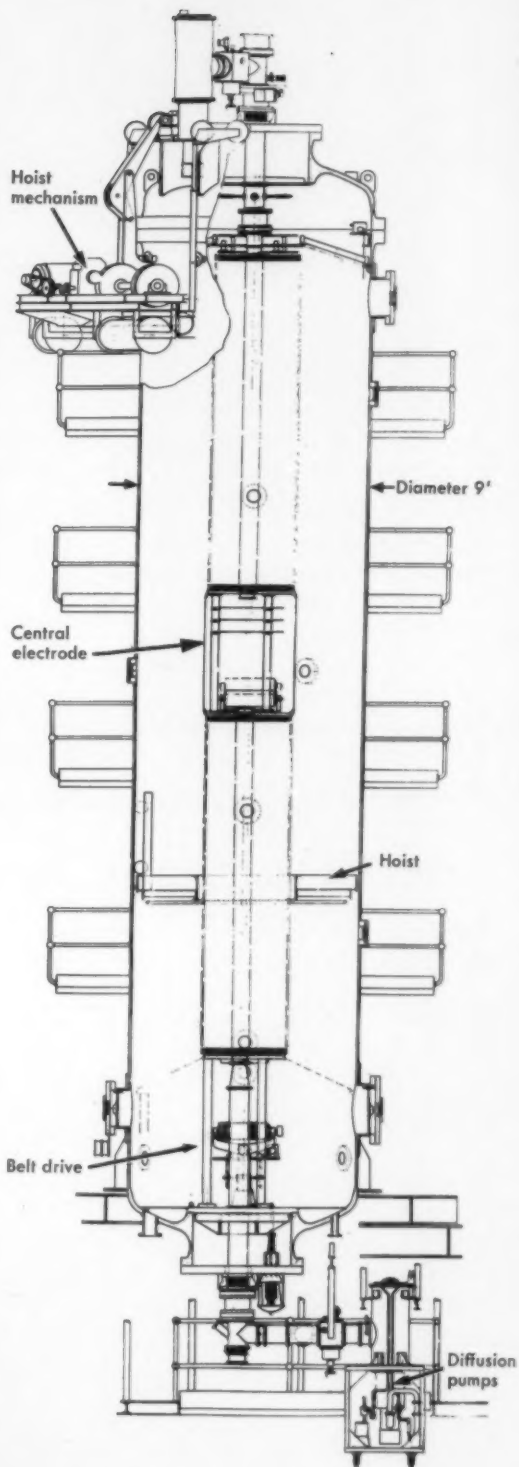 Hoist
mechanism
Diameter 9'
Central
electrode
Hoist
Belt drive
Diffusion
pumps